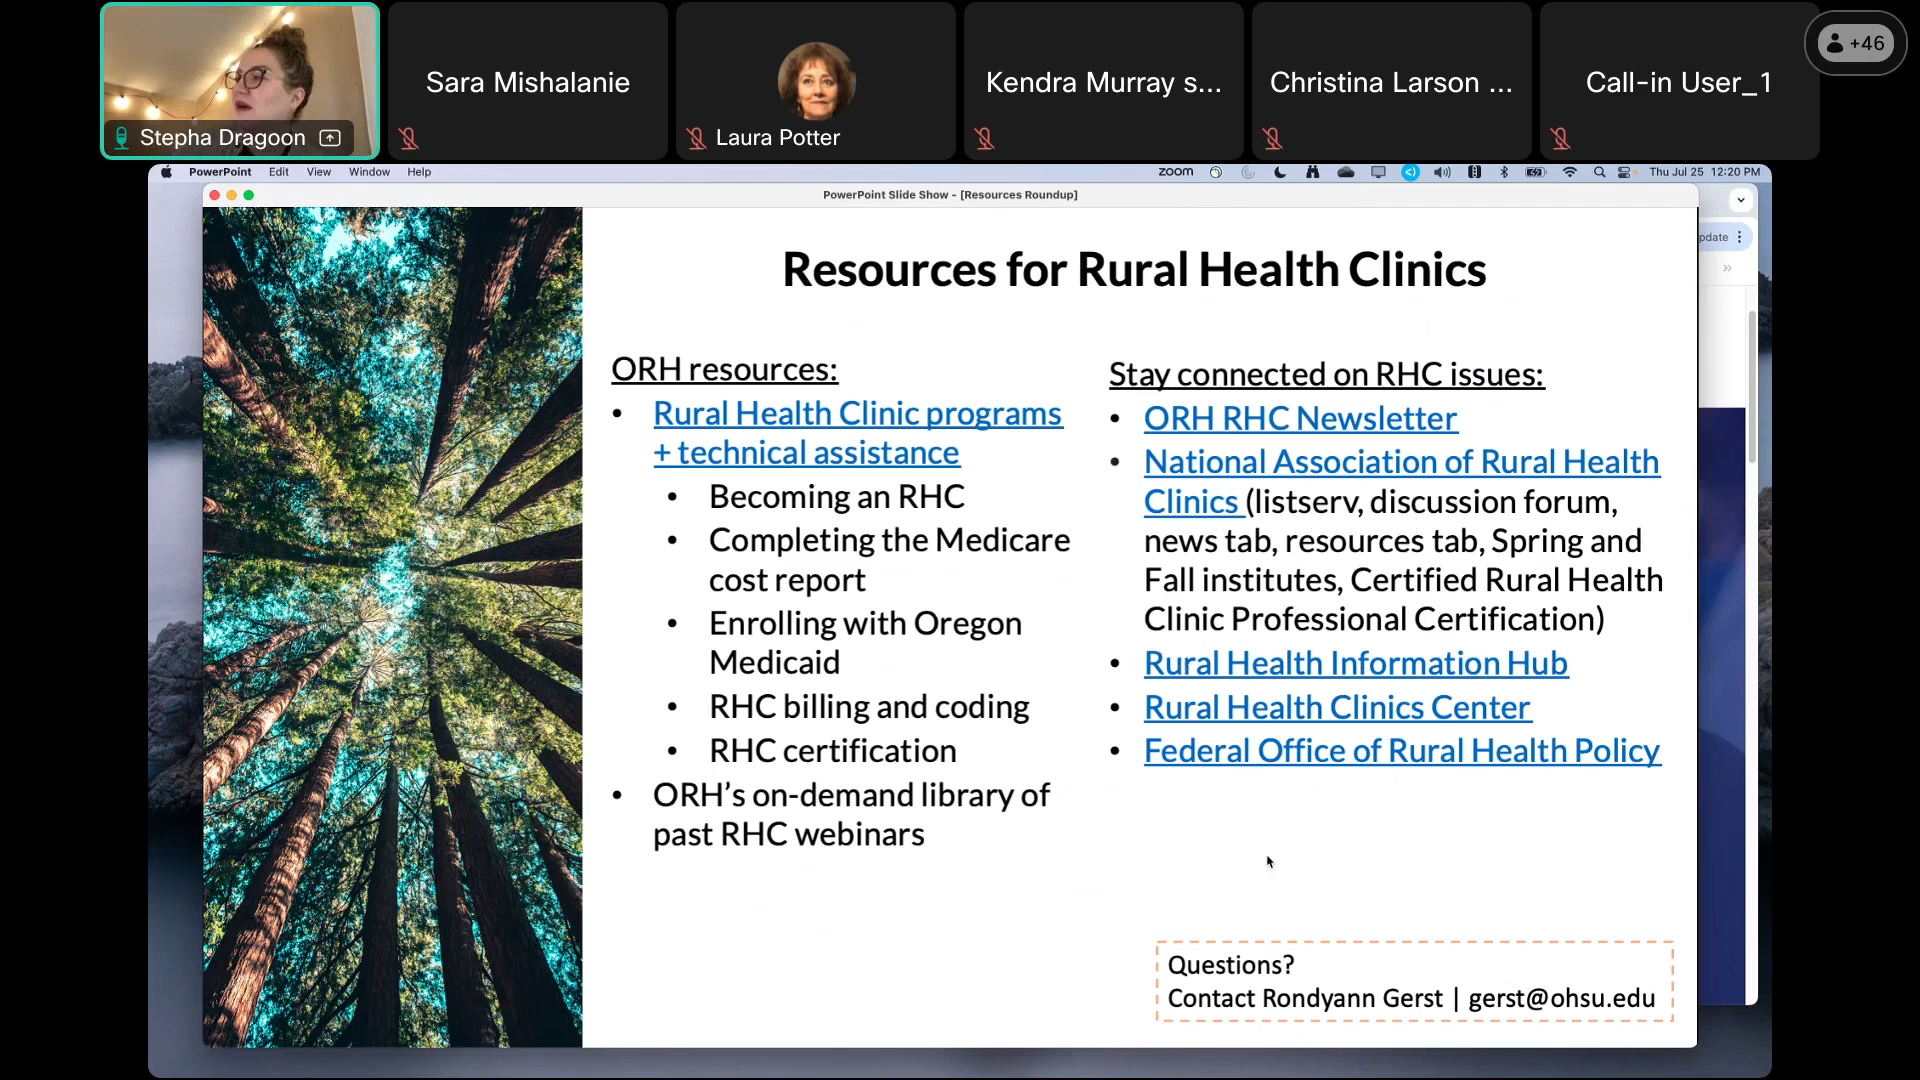 Sara Mishalanie
Kendra Murray s...
Christina Larson ...
Call-in User_1
+46
Stepha Dragoon
Laura Potter
PowerPoint Edit View Window Help
zoom
Thu Jul 25 12:20 PM
PowerPoint Slide Show - [Resources Roundup]
pdate
Resources for Rural Health Clinics
ORH resources:
• Rural Health Clinic programs
+ technical assistance
• Becoming an RHC
• Completing the Medicare
cost report
• Enrolling with Oregon
Medicaid
• RHC billing and coding
• RHC certification
• ORH’s on-demand library of
past RHC webinars
Stay connected on RHC issues:
• ORH RHC Newsletter
• National Association of Rural Health
Clinics (listserv, discussion forum,
news tab, resources tab, Spring and
Fall institutes, Certified Rural Health
Clinic Professional Certification)
• Rural Health Information Hub
• Rural Health Clinics Center
• Federal Office of Rural Health Policy
Questions?
Contact Rondyann Gerst | gerst@ohsu.edu